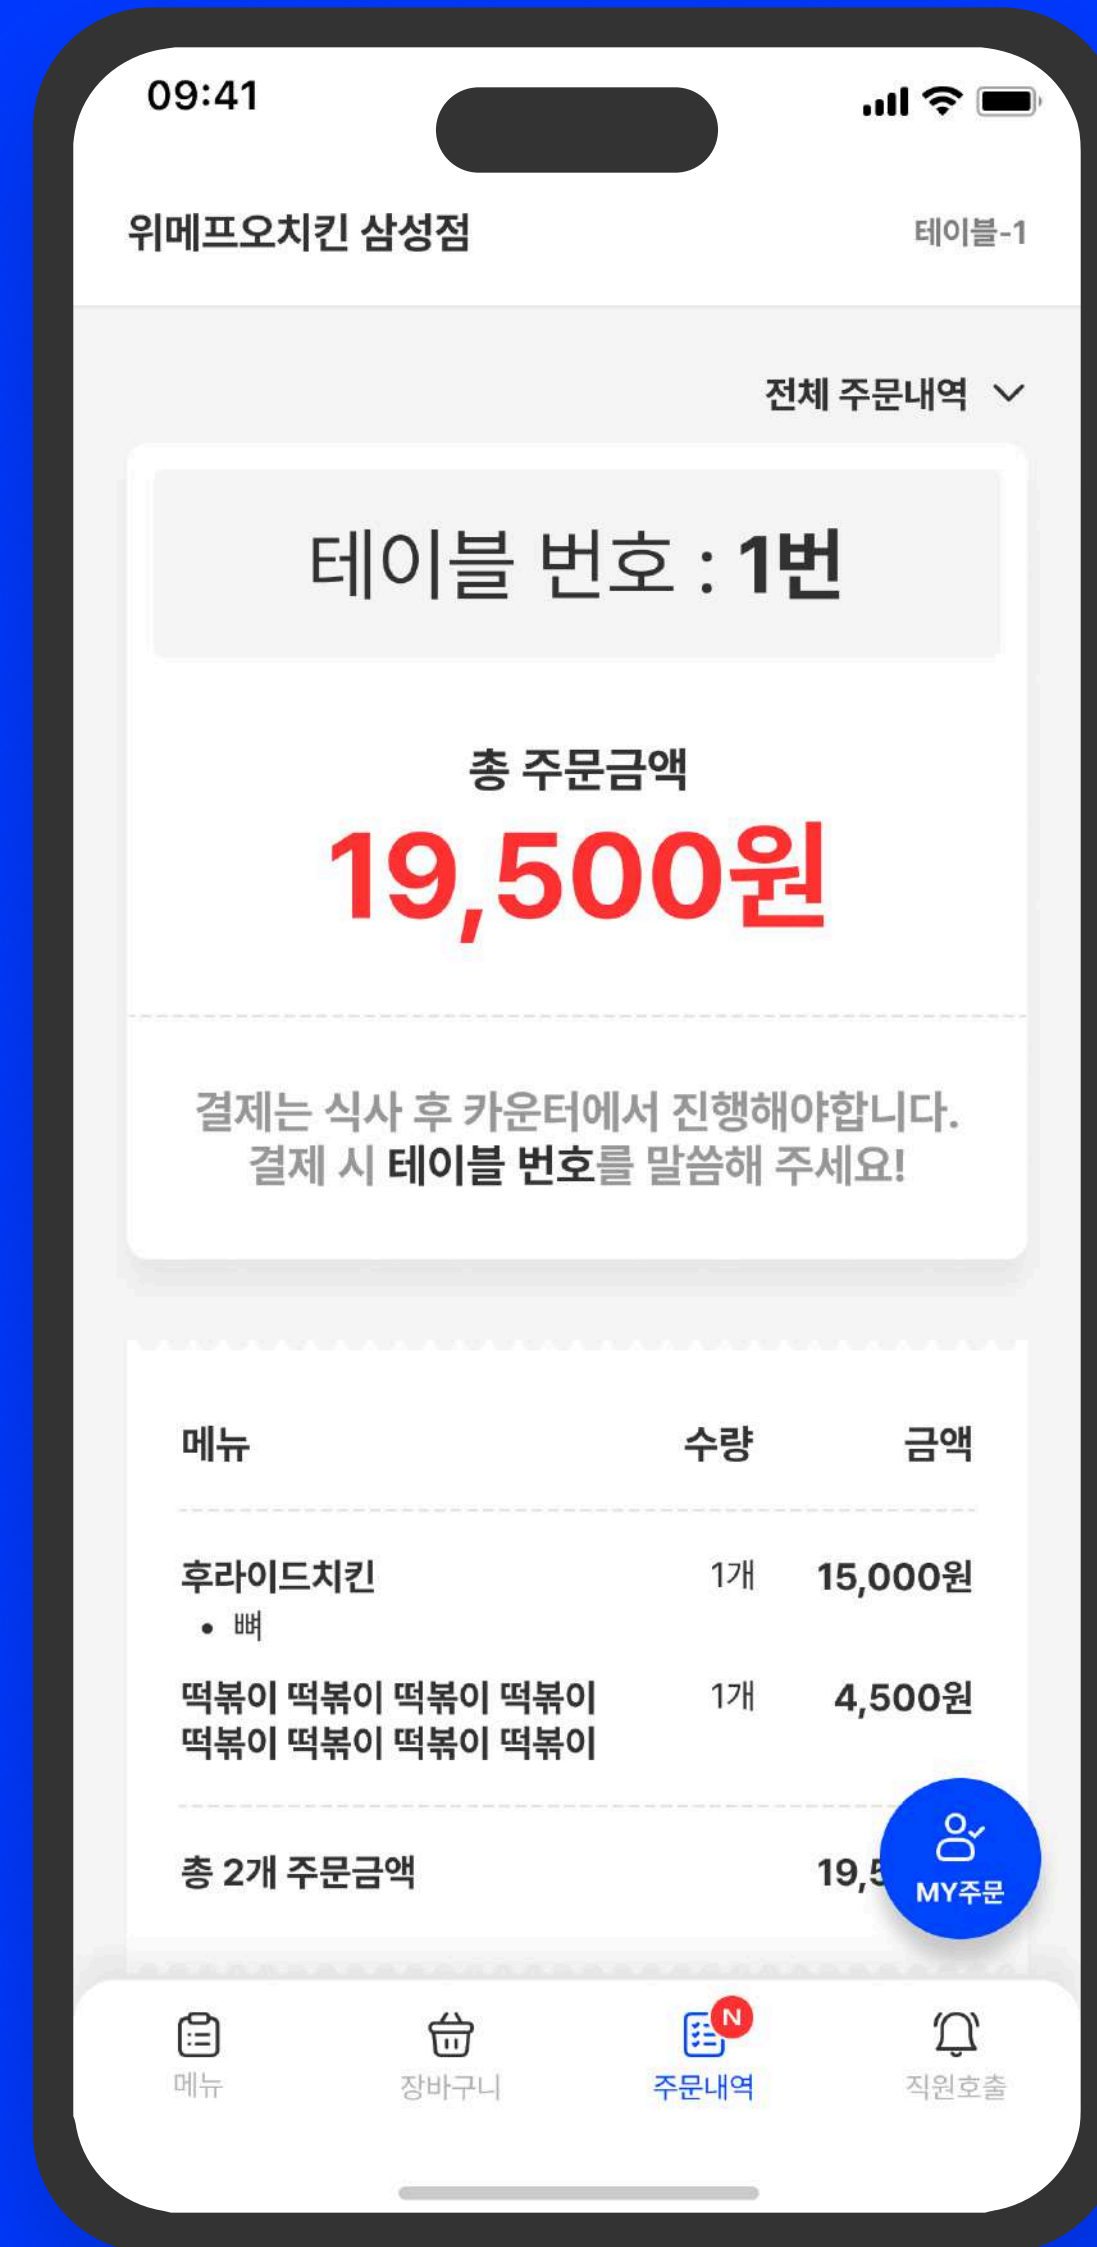 09:41
위메프오치킨 삼성점
테이블-1
전체 주문내역
테이블 번호 : 1번
총 주문금액
19,500원
결제는 식사 후 카운터에서 진행해야합니다.
결제 시 테이블 번호를 말씀해 주세요!
메뉴 수량 금액
후라이드치킨 1개 15,000원
• 뼈
떡볶이 떡볶이 떡볶이 떡볶이 1개 4,500원
떡볶이 떡볶이 떡볶이 떡볶이
총 2개 주문금액
MY주문
N
메뉴 장바구니 주문내역 직원호출